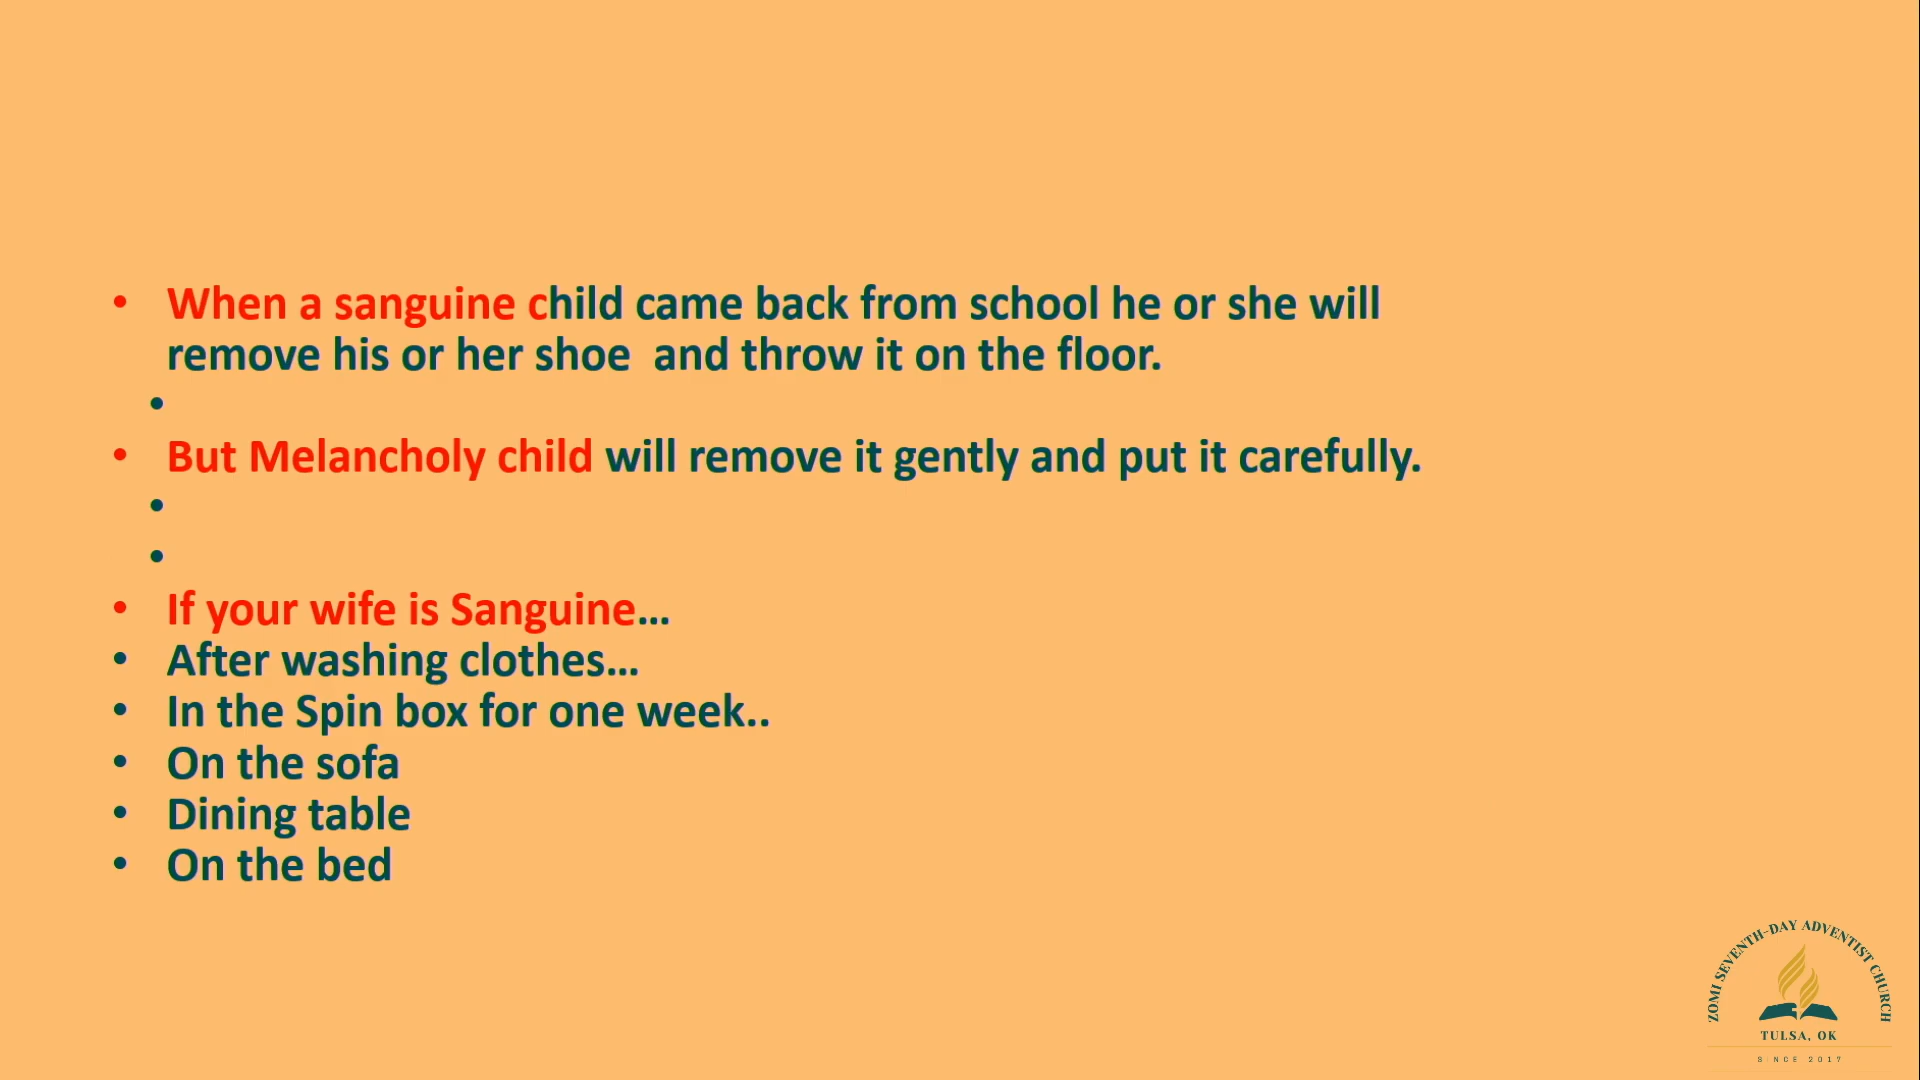 • When a sanguine child came back from school he or she will
remove his or her shoe  and throw it on the floor.
•
• But Melancholy child will remove it gently and put it carefully.
•
•
• If your wife is Sanguine...
• After washing clothes...
• In the Spin box for one week..
• On the sofa
• Dining table
• On the bed
ZOMI SEVENTH-DAY ADVENTIST CHURCH
TULSA, OK
SINCE 2017